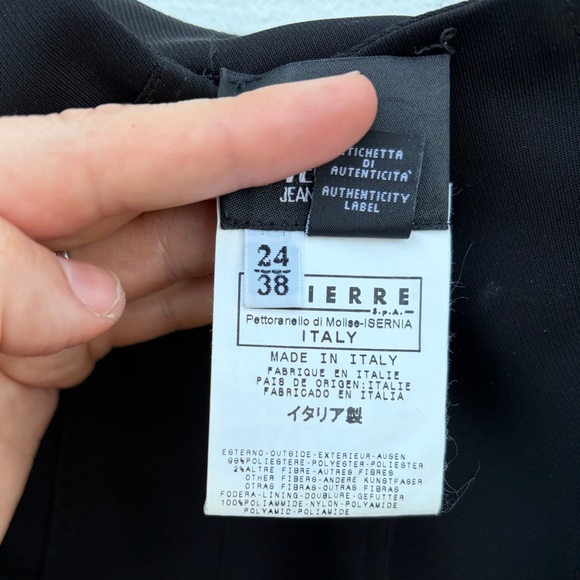 JEAN
ETICHETTA
DI
AUTENTICITA'
AUTHENTICITY
LABEL
24
38
IERRE
S.p.A.
Pettoranello di Molise-ISERNIA
ITALY
MADE IN ITALY
FABRIQUE EN ITALIE
PAIS DE ORIGEN:ITALIE
FABRICADO EN ITALIA
イタリア製
ESTERNO-OUTSIDE-EXTERIEUR-AUSEN
98%POLIESTERE-POLYESTER-POLIESTER
2%ALTRE FIBRE-AUTRES FIBRES
OTHER FIBERS-ANDERE KUNSTFASER
OTRAS FIBRAS-OUTRAS FIBRAS
FODERA-LINING-DOUBLURE-GEFUTTER
100%POLIAMMIDE-NYLON-POLYAMID
POLYAMID-POLIAMIDE